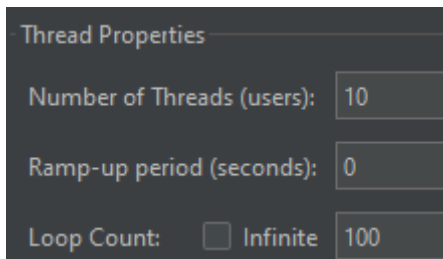 Thread Properties
Number of Threads (users): 10
Ramp-up period (seconds): 0
Loop Count: Infinite 100